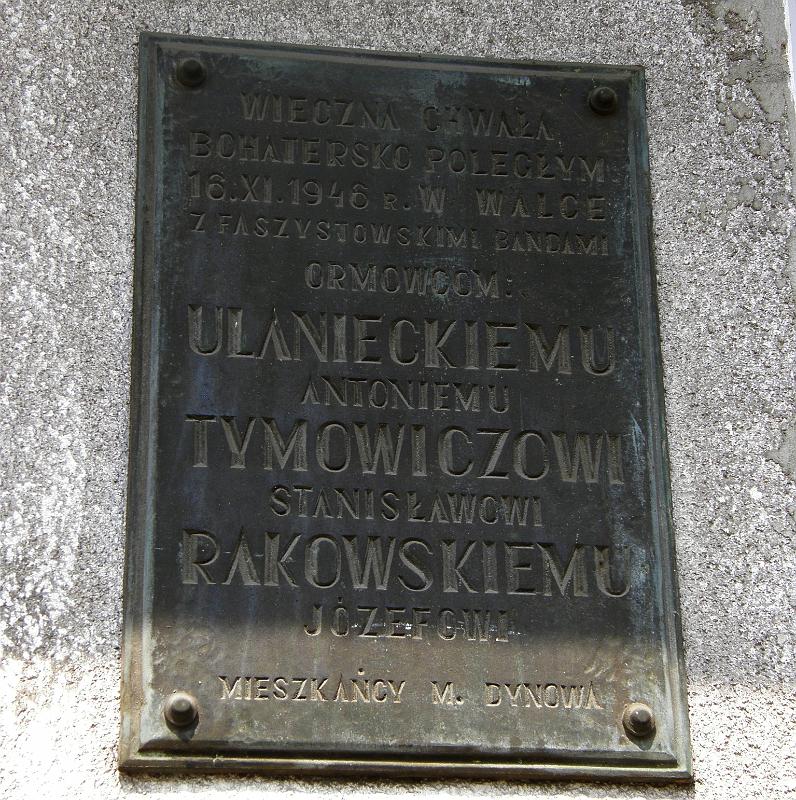 WIECZNA CHWAŁA
BOHATERSKO POLEGŁYM
16.XI.1946 R. W WALCE
Z FASZYSTOWSKIMI BANDAMI
ORMOWCOM:
ULANIECKIEMU
ANTONIEMU
TYMOWICZOWI
STANISŁAWOWI
RAKOWSKIEMU
JÓZEFOWI
MIESZKAŃCY M. DYNOWA